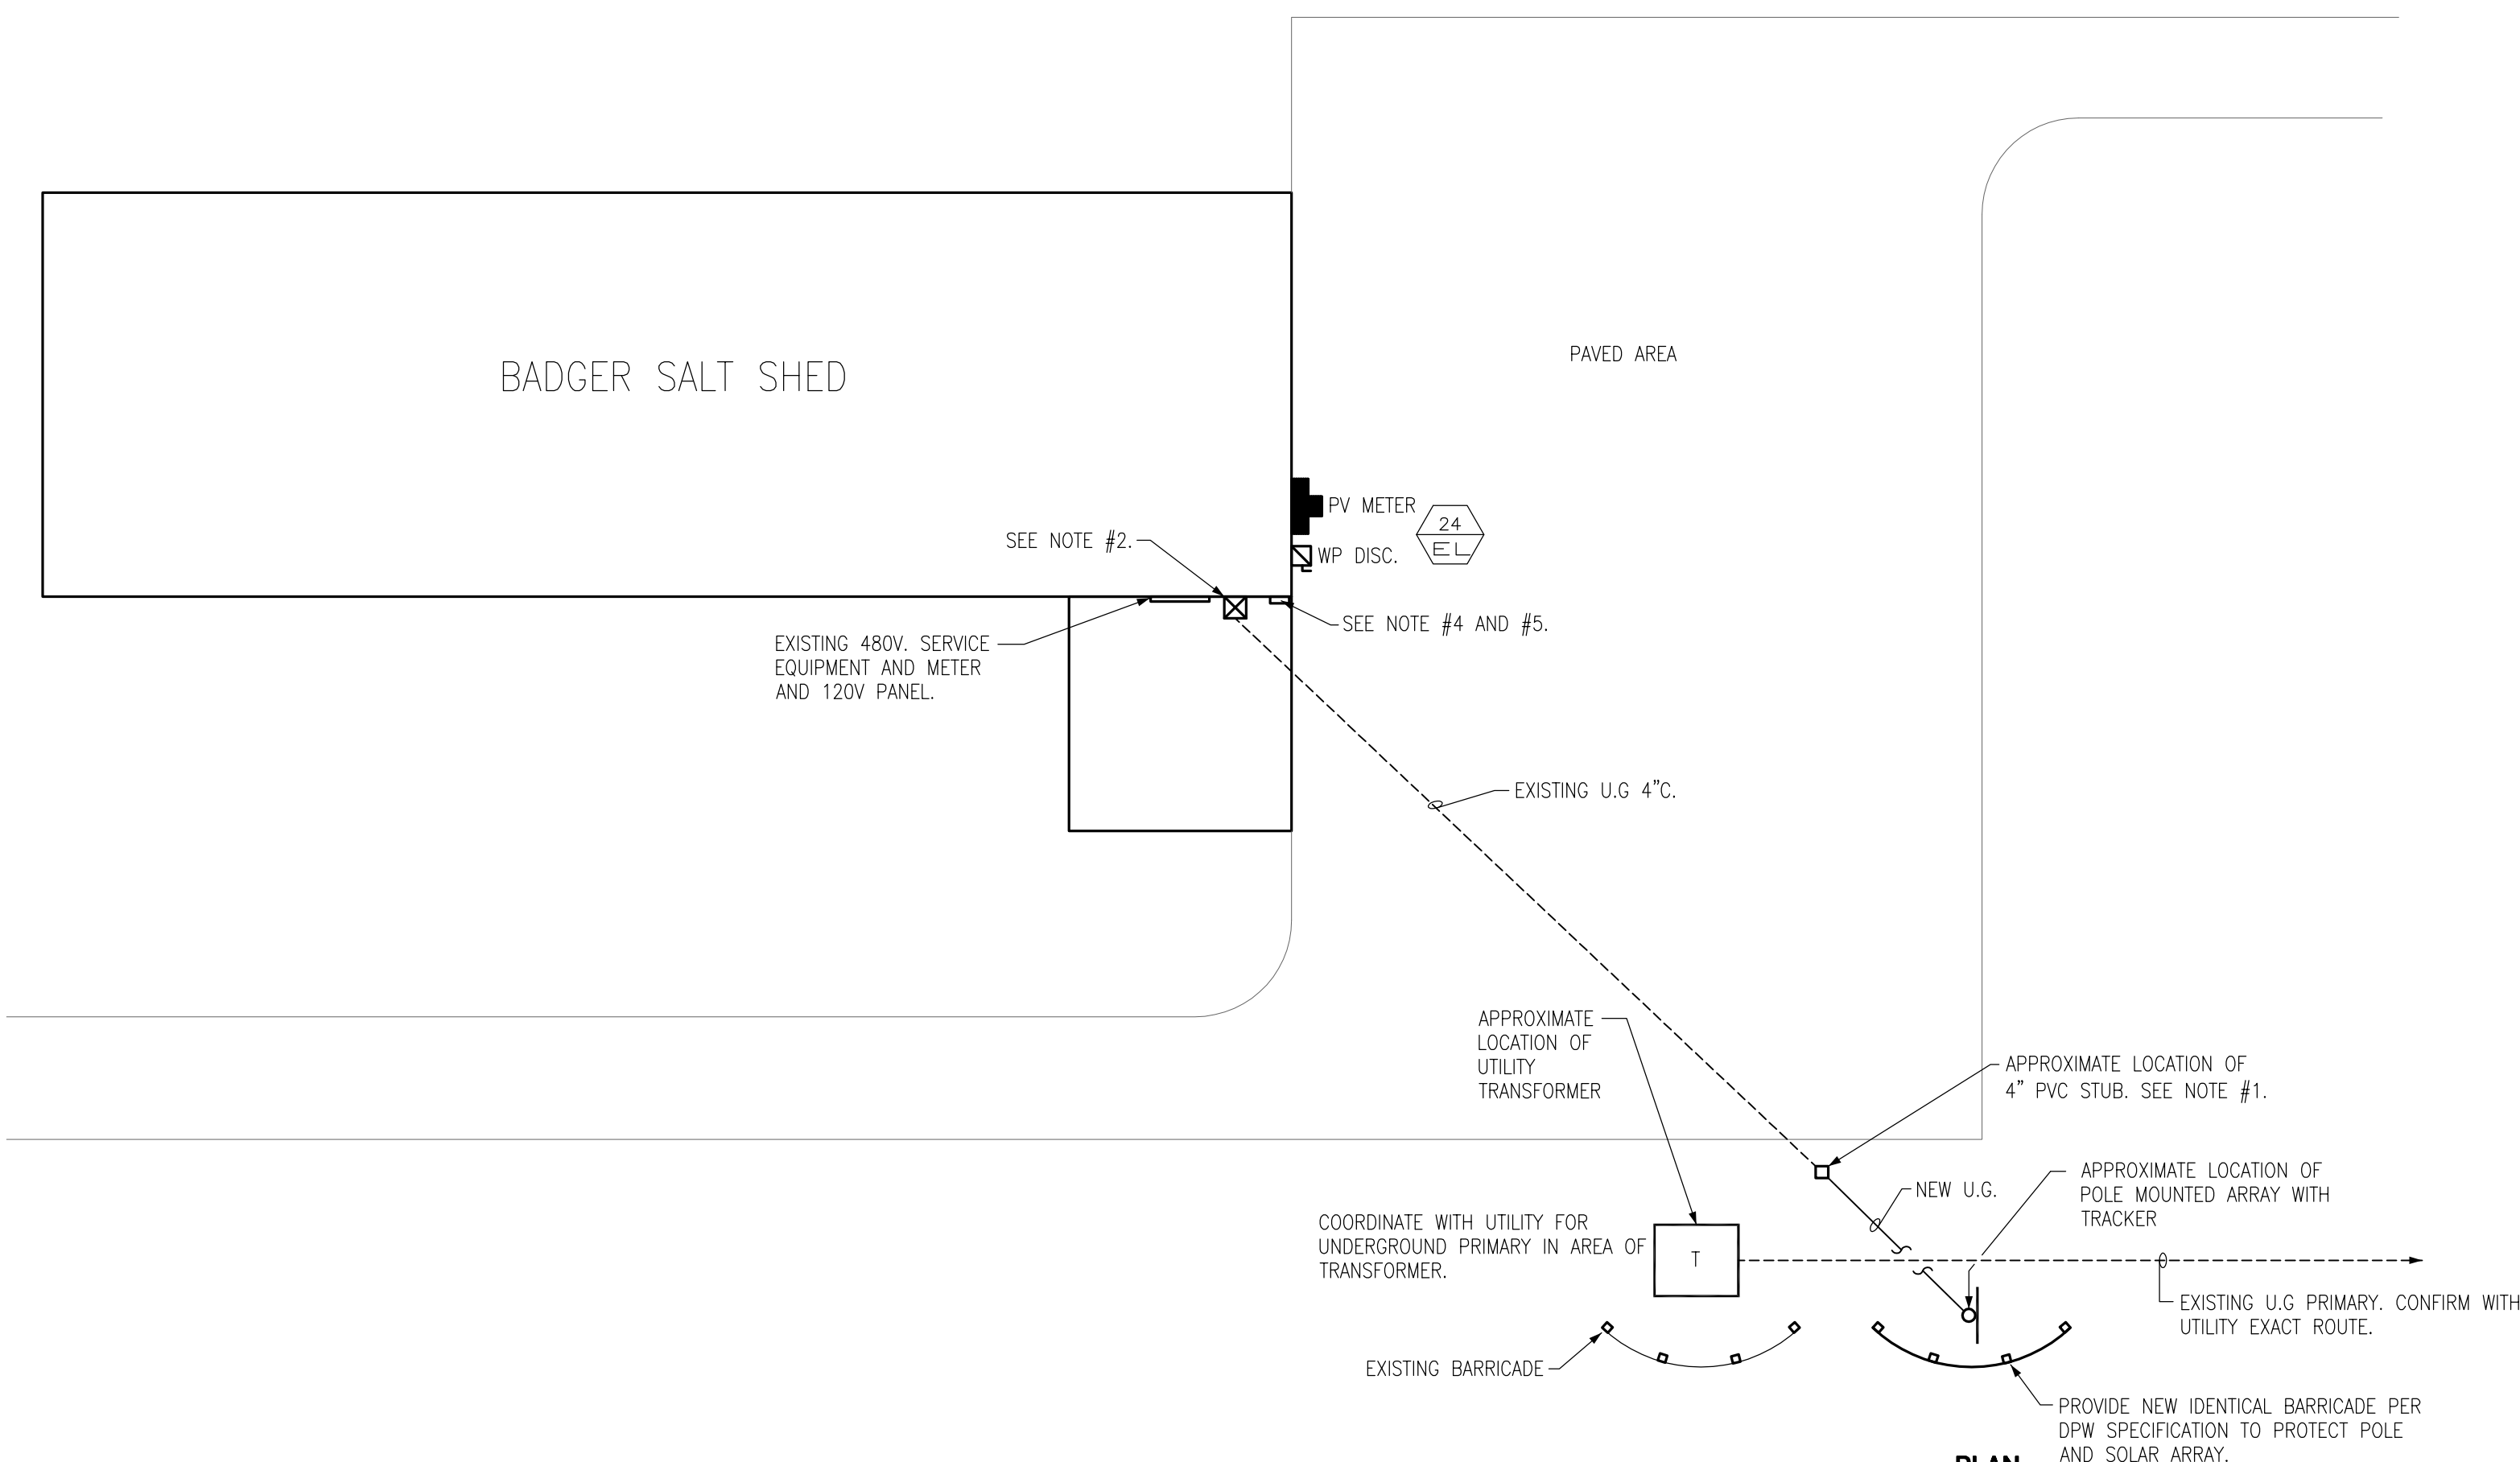 BADGER SALT SHED
PAVED AREA
PV METER
24
EL
SEE NOTE #2.
WP DISC.
SEE NOTE #4 AND #5.
EXISTING 480V. SERVICE
EQUIPMENT AND METER
AND 120V PANEL.
EXISTING U.G 4"C.
APPROXIMATE
LOCATION OF
UTILITY
TRANSFORMER
APPROXIMATE LOCATION OF
4" PVC STUB. SEE NOTE #1.
NEW U.G.
APPROXIMATE LOCATION OF
POLE MOUNTED ARRAY WITH
TRACKER
COORDINATE WITH UTILITY FOR
UNDERGROUND PRIMARY IN AREA OF
TRANSFORMER.
T
EXISTING U.G PRIMARY. CONFIRM WITH
UTILITY EXACT ROUTE.
EXISTING BARRICADE
PROVIDE NEW IDENTICAL BARRICADE PER
DPW SPECIFICATION TO PROTECT POLE
AND SOLAR ARRAY.
PLAN